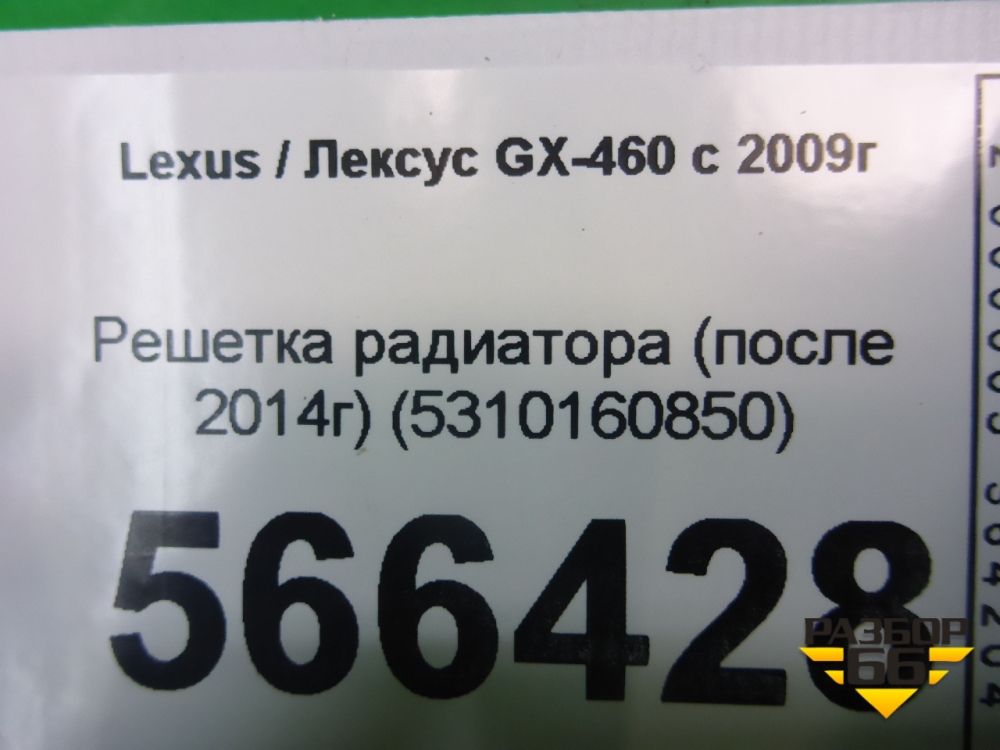 Lexus / Лексус GX-460 с 2009г
Решетка радиатора (после
2014г) (5310160850)
566428
РАЗБОР
66